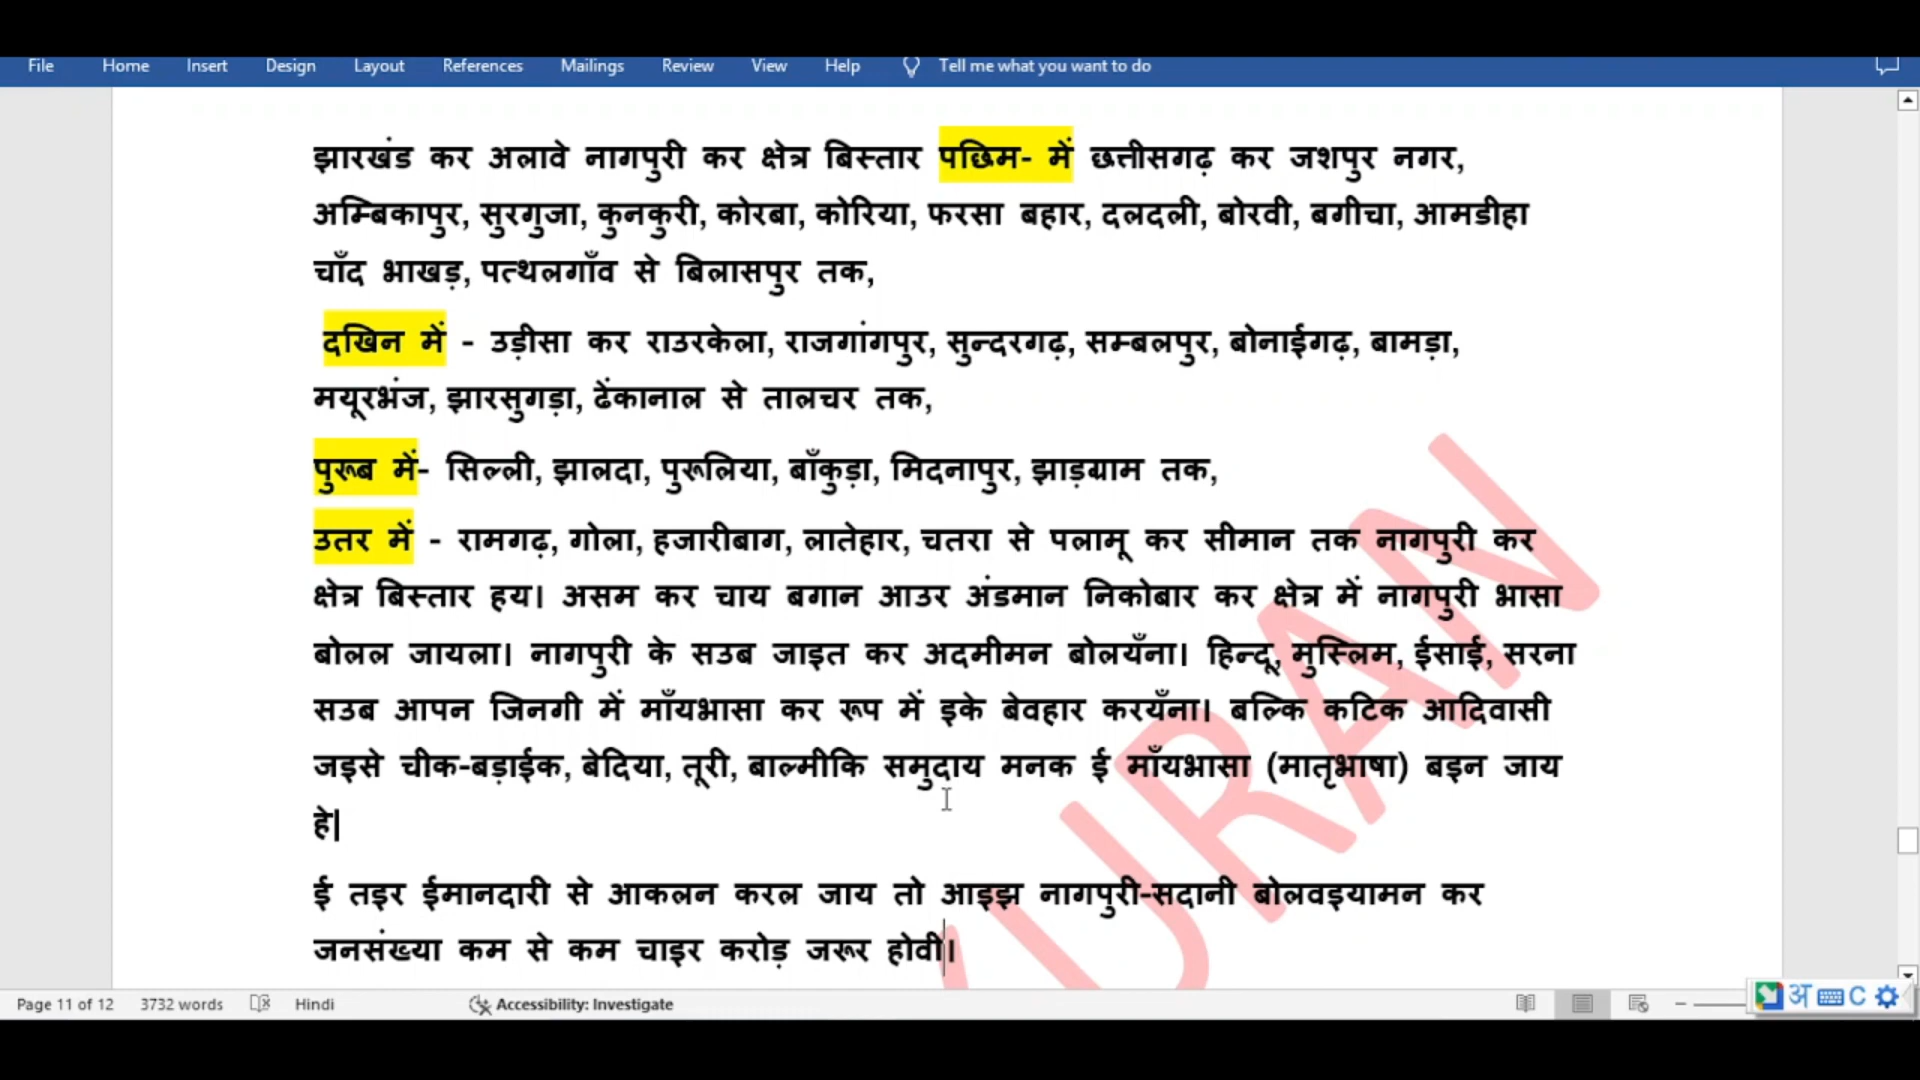 File Home Insert Design Layout References Mailings Review View Help Tell me what you want to do
झारखंड कर अलावे नागपुरी कर क्षेत्र बिस्तार पछिम- में छत्तीसगढ़ कर जशपुर नगर,
अम्बिकापुर, सुरगुजा, कुनकुरी, कोरबा, कोरिया, फरसा बहार, दलदली, बोरवी, बगीचा, आमडीहा
चाँद भाखड़, पत्थलगाँव से बिलासपुर तक,
दखिन में - उड़ीसा कर राउरकेला, राजगांगपुर, सुन्दरगढ़, सम्बलपुर, बोनाईगढ़, बामड़ा,
मयूरभंज, झारसुगड़ा, ढेंकानाल से तालचर तक,
पुरूब में- सिल्ली, झालदा, पुरूलिया, बाँकुड़ा, मिदनापुर, झाड़ग्राम तक,
उतर में - रामगढ़, गोला, हजारीबाग, लातेहार, चतरा से पलामू कर सीमान तक नागपुरी कर
क्षेत्र बिस्तार हय। असम कर चाय बगान आउर अंडमान निकोबार कर क्षेत्र में नागपुरी भासा
बोलल जायला। नागपुरी के सउब जाइत कर अदमीमन बोलयँना। हिन्दू, मुस्लिम, ईसाई, सरना
सउब आपन जिनगी में माँयभासा कर रूप में इके बेवहार करयँना। बल्कि कटिक आदिवासी
जइसे चीक-बड़ाईक, बेदिया, तूरी, बाल्मीकि समुदाय मनक ई माँयभासा (मातृभाषा) बइन जाय
हे|
ई तइर ईमानदारी से आकलन करल जाय तो आइझ नागपुरी-सदानी बोलवइयामन कर
जनसंख्या कम से कम चाइर करोड़ जरूर होवी।
Page 11 of 12 3732 words Hindi Accessibility: Investigate अ C